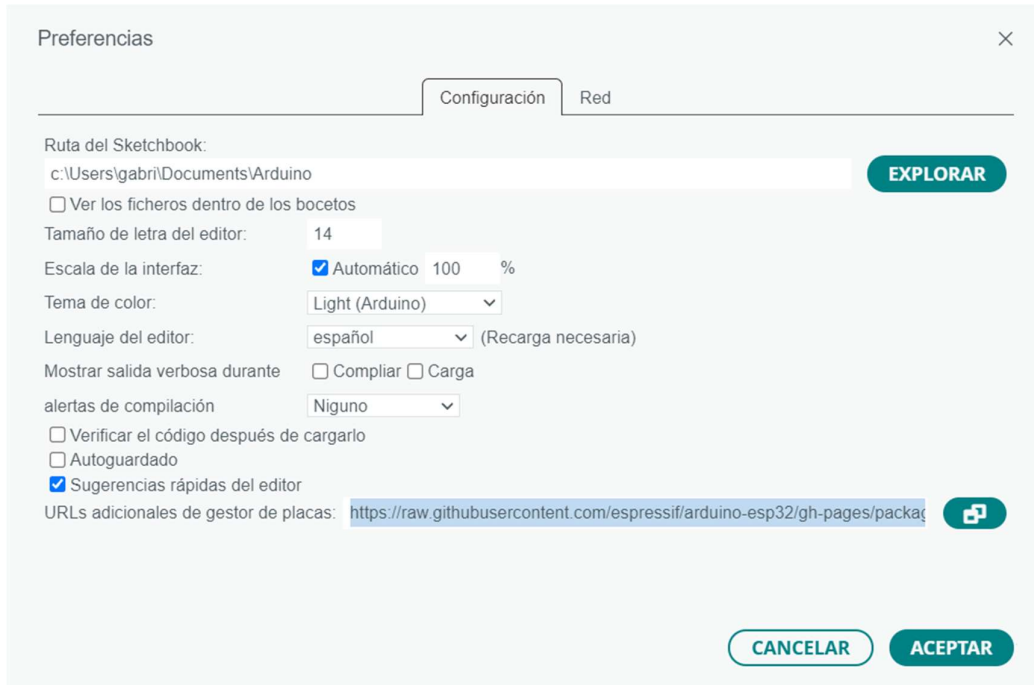 Preferencias
Configuración Red
Ruta del Sketchbook:
c:\Users\gabri\Documents\Arduino EXPLORAR
Ver los ficheros dentro de los bocetos
Tamaño de letra del editor: 14
Escala de la interfaz: Automático 100 %
Tema de color: Light (Arduino)
Lenguaje del editor: español (Recarga necesaria)
Mostrar salida verbosa durante Compliar Carga
alertas de compilación Niguno
Verificar el código después de cargarlo
Autoguardado
Sugerencias rápidas del editor
URLs adicionales de gestor de placas: https://raw.githubusercontent.com/espressif/arduino-esp32/gh-pages/packag
CANCELAR ACEPTAR